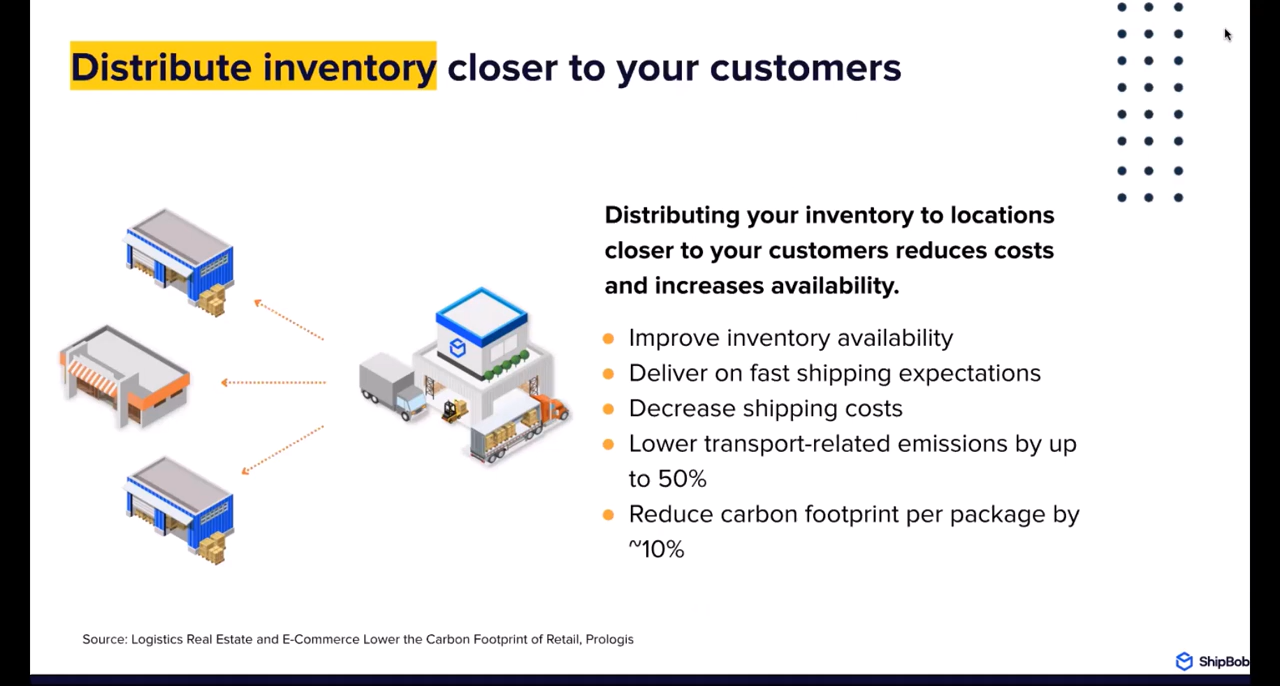 Distribute inventory closer to your customers
Distributing your inventory to locations
closer to your customers reduces costs
and increases availability.
Improve inventory availability
Deliver on fast shipping expectations
Decrease shipping costs
Lower transport-related emissions by up
to 50%
Reduce carbon footprint per package by
~10%
Source: Logistics Real Estate and E-Commerce Lower the Carbon Footprint of Retail, Prologis
ShipBob